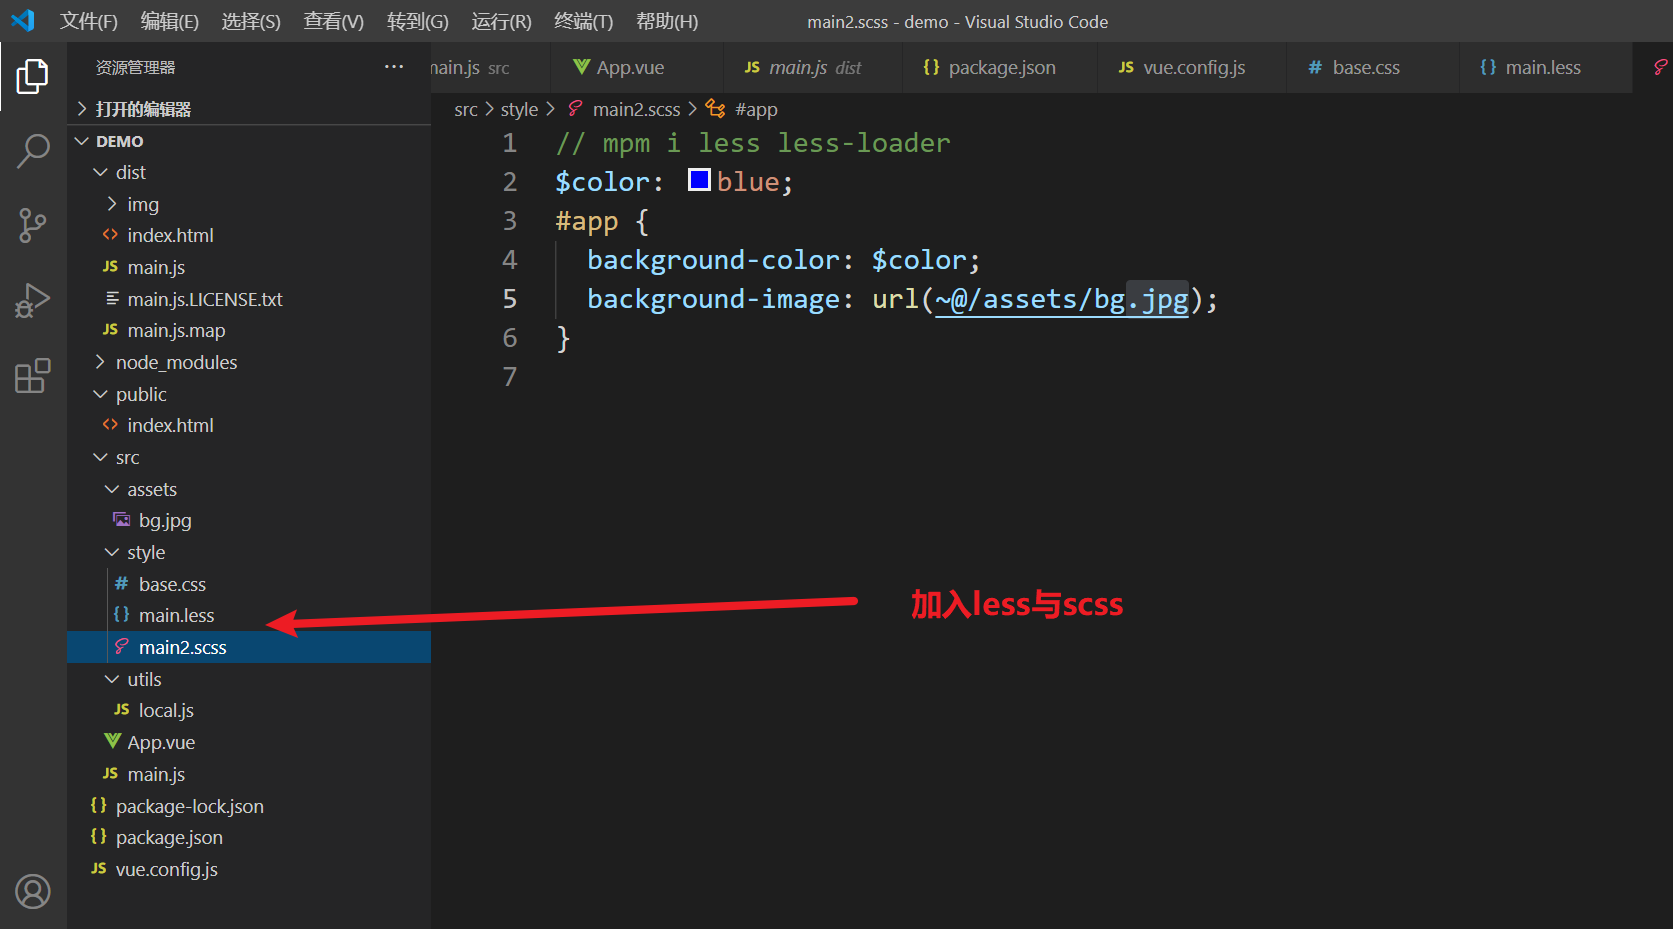 文件(F) 编辑(E) 选择(S) 查看(V) 转到(G) 运行(R) 终端(T) 帮助(H) main2.scss - demo - Visual Studio Code
资源管理器 ···
打开的编辑器
DEMO
dist
img
<> index.html
JS main.js
main.js.LICENSE.txt
JS main.js.map
node_modules
public
<> index.html
src
assets
bg.jpg
style
# base.css
{} main.less
main2.scss
utils
JS local.js
App.vue
JS main.js
{} package-lock.json
{} package.json
JS vue.config.js
nain.js src App.vue JS main.js dist {} package.json JS vue.config.js # base.css {} main.less
src > style > main2.scss > #app
1 // mpm i less less-loader
2 $color: blue;
3 #app {
4 background-color: $color;
5 background-image: url(~@/assets/bg.jpg);
6 }
7
加入less与scss